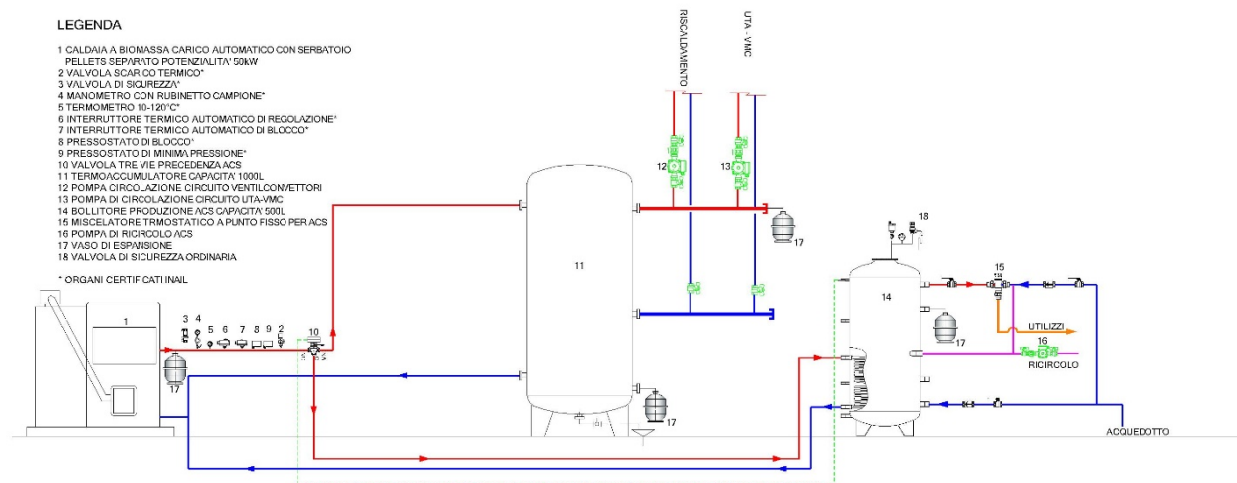 LEGENDA
1 CALDAIA A BIOMASSA CARICO AUTOMATICO CON SERBATOIO
PELLETS SEPARATO POTENZIALITA' 50kW
2 VALVOLA SCARICO TERMICO*
3 VALVOLA DI SICUREZZA*
4 MANOMETRO CON RUBINETTO CAMPIONE*
5 TERMOMETRO 10-120°C*
6 INTERRUTTORE TERMICO AUTOMATICO DI REGOLAZIONE*
7 INTERRUTTORE TERMICO AUTOMATICO DI BLOCCO*
8 PRESSOSTATO DI BLOCCO*
9 PRESSOSTATO DI MINIMA PRESSIONE*
10 VALVOLA TRE VIE PRECEDENZA ACS
11 TERMOACCUMULATORE CAPACITA' 1000L
12 POMPA CIRCOLAZIONE CIRCUITO VENTILCONVETTORI
13 POMPA DI CIRCOLAZIONE CIRCUITO UTA-VMC
14 BOLLITORE PRODUZIONE ACS CAPACITA' 500L
15 MISCELATORE TRMOSTATICO A PUNTO FISSO PER ACS
16 POMPA DI RICIRCOLO ACS
17 VASO DI ESPANSIONE
18 VALVOLA DI SICUREZZA ORDINARIA
* ORGANI CERTIFICATI INAIL
RISCALDAMENTO
UTA - VMC
12
13
17
18
11
15
14
1
3
4
5
6
7
8
9
2
10
UTILIZZI
17
16
RICIRCOLO
17
17
ACQUEDOTTO